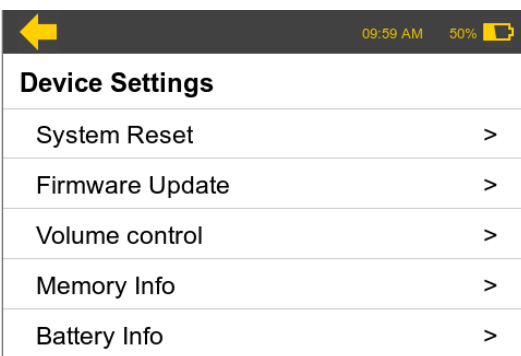 09:59 AM 50%
Device Settings
System Reset >
Firmware Update >
Volume control >
Memory Info >
Battery Info >